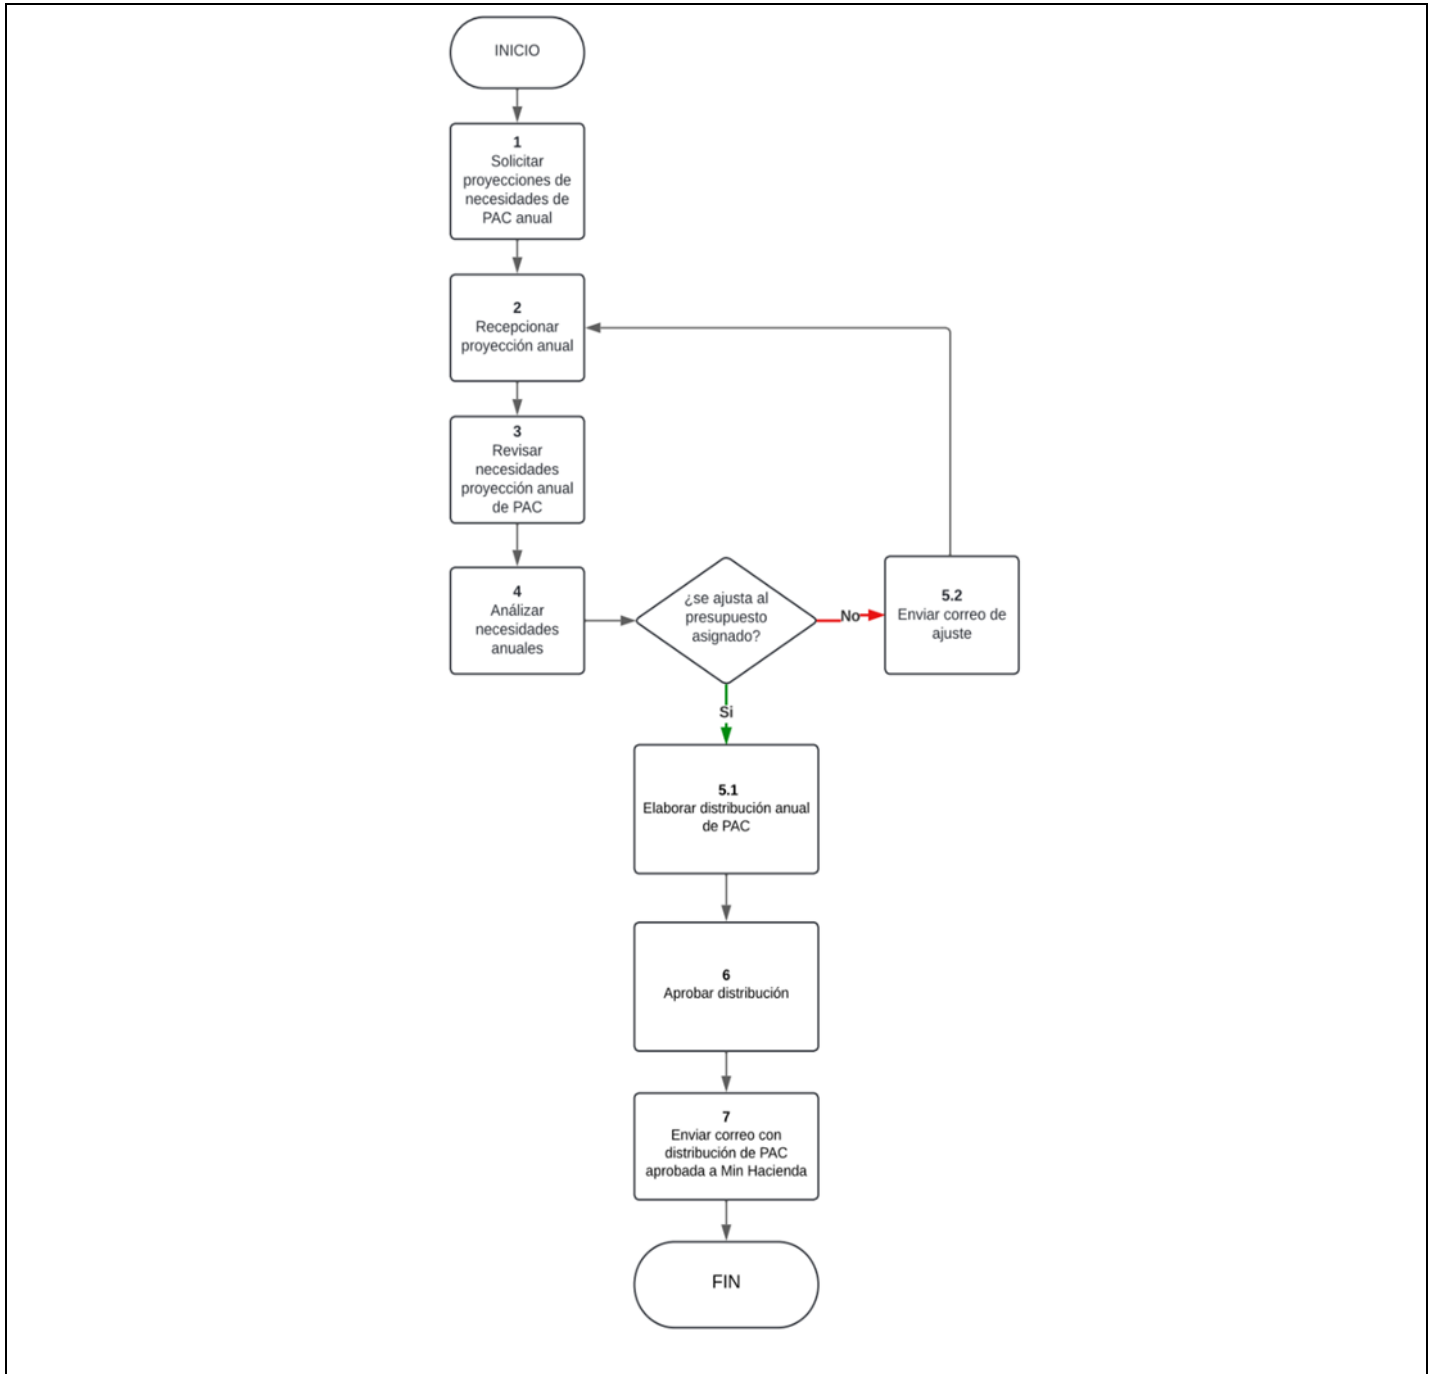 INICIO
1
Solicitar
proyecciones de
necesidades de
PAC anual
2
Recepcionar
proyección anual
3
Revisar
necesidades
proyección anual
de PAC
4
Análizar
necesidades
anuales
¿se ajusta al
presupuesto
asignado?
No
5.2
Enviar correo de
ajuste
Si
5.1
Elaborar distribución anual
de PAC
6
Aprobar distribución
7
Enviar correo con
distribución de PAC
aprobada a Min Hacienda
FIN